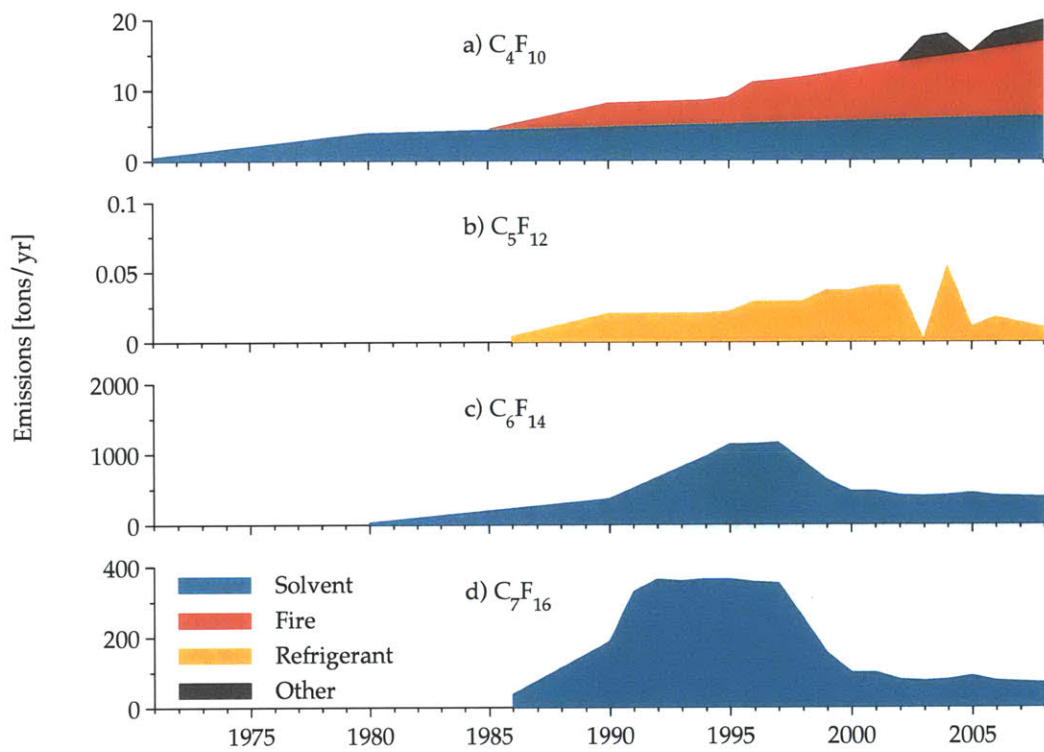 Emissions [tons/yr]
20
10
0
a) C₄F₁₀
0.1
0.05
0
b) C₅F₁₂
2000
1000
0
c) C₆F₁₄
400
200
0
d) C₇F₁₆
Solvent
Fire
Refrigerant
Other
1975 1980 1985 1990 1995 2000 2005